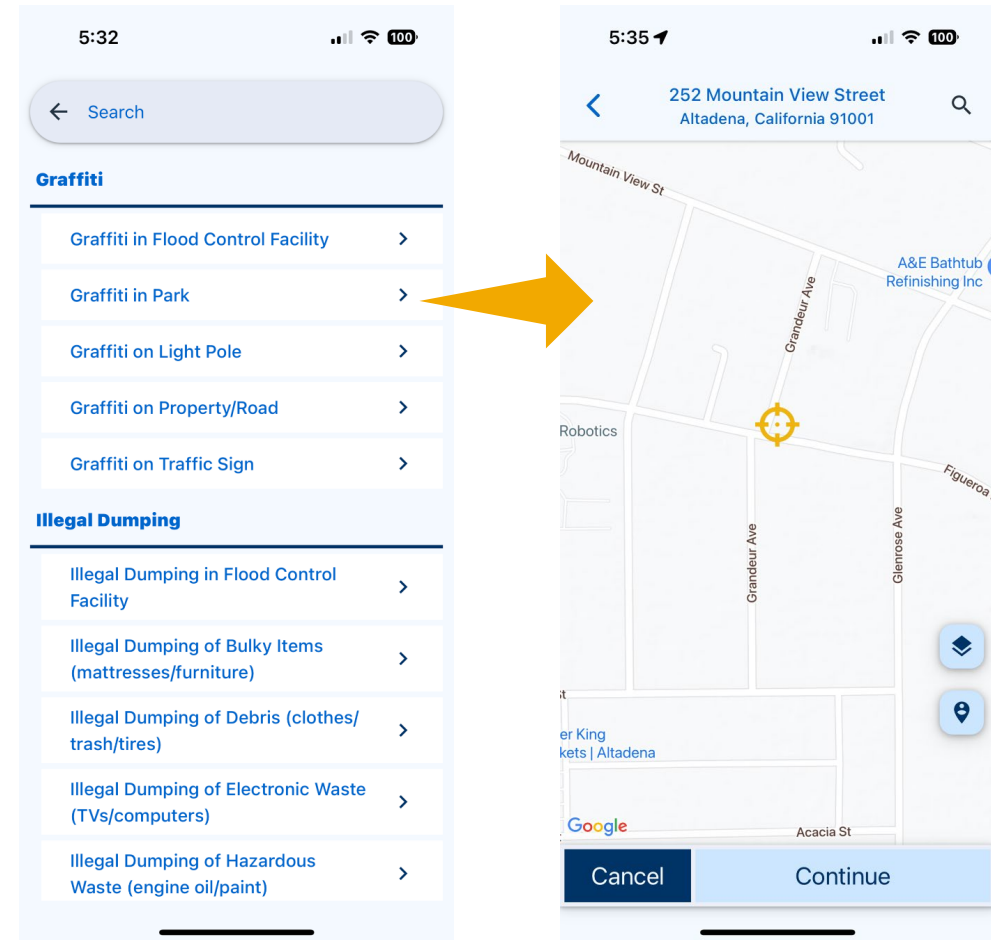 5:32
100
Search
Graffiti
Graffiti in Flood Control Facility
Graffiti in Park
Graffiti on Light Pole
Graffiti on Property/Road
Graffiti on Traffic Sign
Illegal Dumping
Illegal Dumping in Flood Control
Facility
Illegal Dumping of Bulky Items
(mattresses/furniture)
Illegal Dumping of Debris (clothes/
trash/tires)
Illegal Dumping of Electronic Waste
(TVs/computers)
Illegal Dumping of Hazardous
Waste (engine oil/paint)
5:35
100
252 Mountain View Street
Altadena, California 91001
Mountain View St
A&E Bathtub
Refinishing Inc
Grandeur Ave
Robotics
Figueroa
Grandeur Ave
Glenrose Ave
st
er King
kets | Altadena
Google
Acacia St
Cancel
Continue